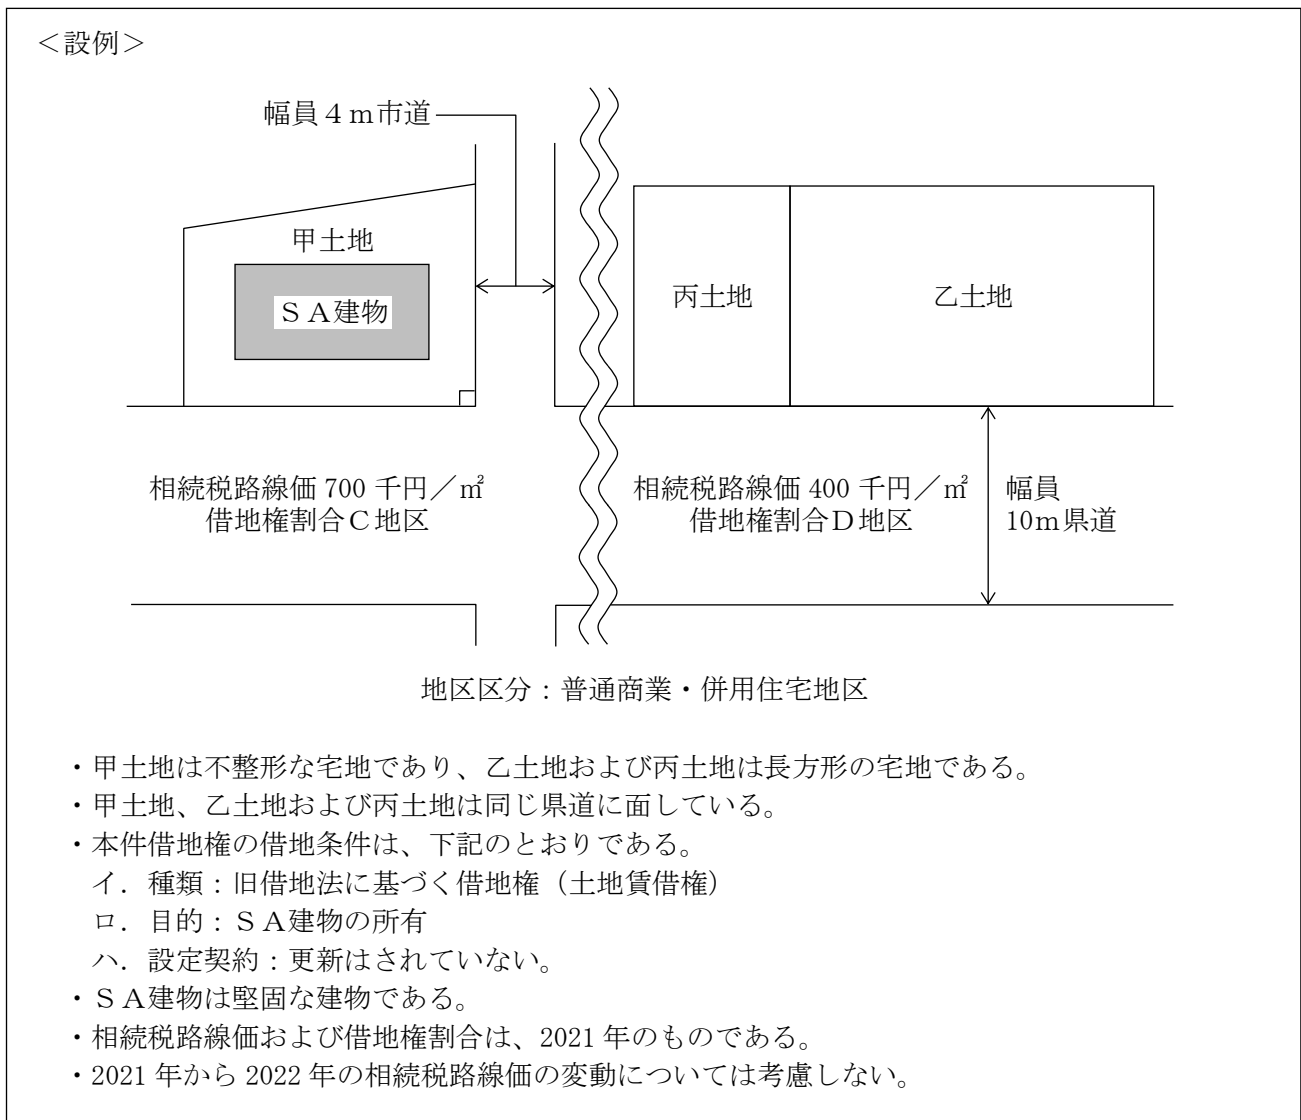 ＜設例＞
幅員４ｍ市道
甲土地
ＳＡ建物
丙土地
乙土地
相続税路線価 700 千円／㎡
借地権割合Ｃ地区
相続税路線価 400 千円／㎡
借地権割合Ｄ地区
幅員
10ｍ県道
地区区分：普通商業・併用住宅地区
・甲土地は不整形な宅地であり、乙土地および丙土地は長方形の宅地である。
・甲土地、乙土地および丙土地は同じ県道に面している。
・本件借地権の借地条件は、下記のとおりである。
イ．種類：旧借地法に基づく借地権（土地賃借権）
ロ．目的：ＳＡ建物の所有
ハ．設定契約：更新はされていない。
・ＳＡ建物は堅固な建物である。
・相続税路線価および借地権割合は、2021 年のものである。
・2021 年から 2022 年の相続税路線価の変動については考慮しない。